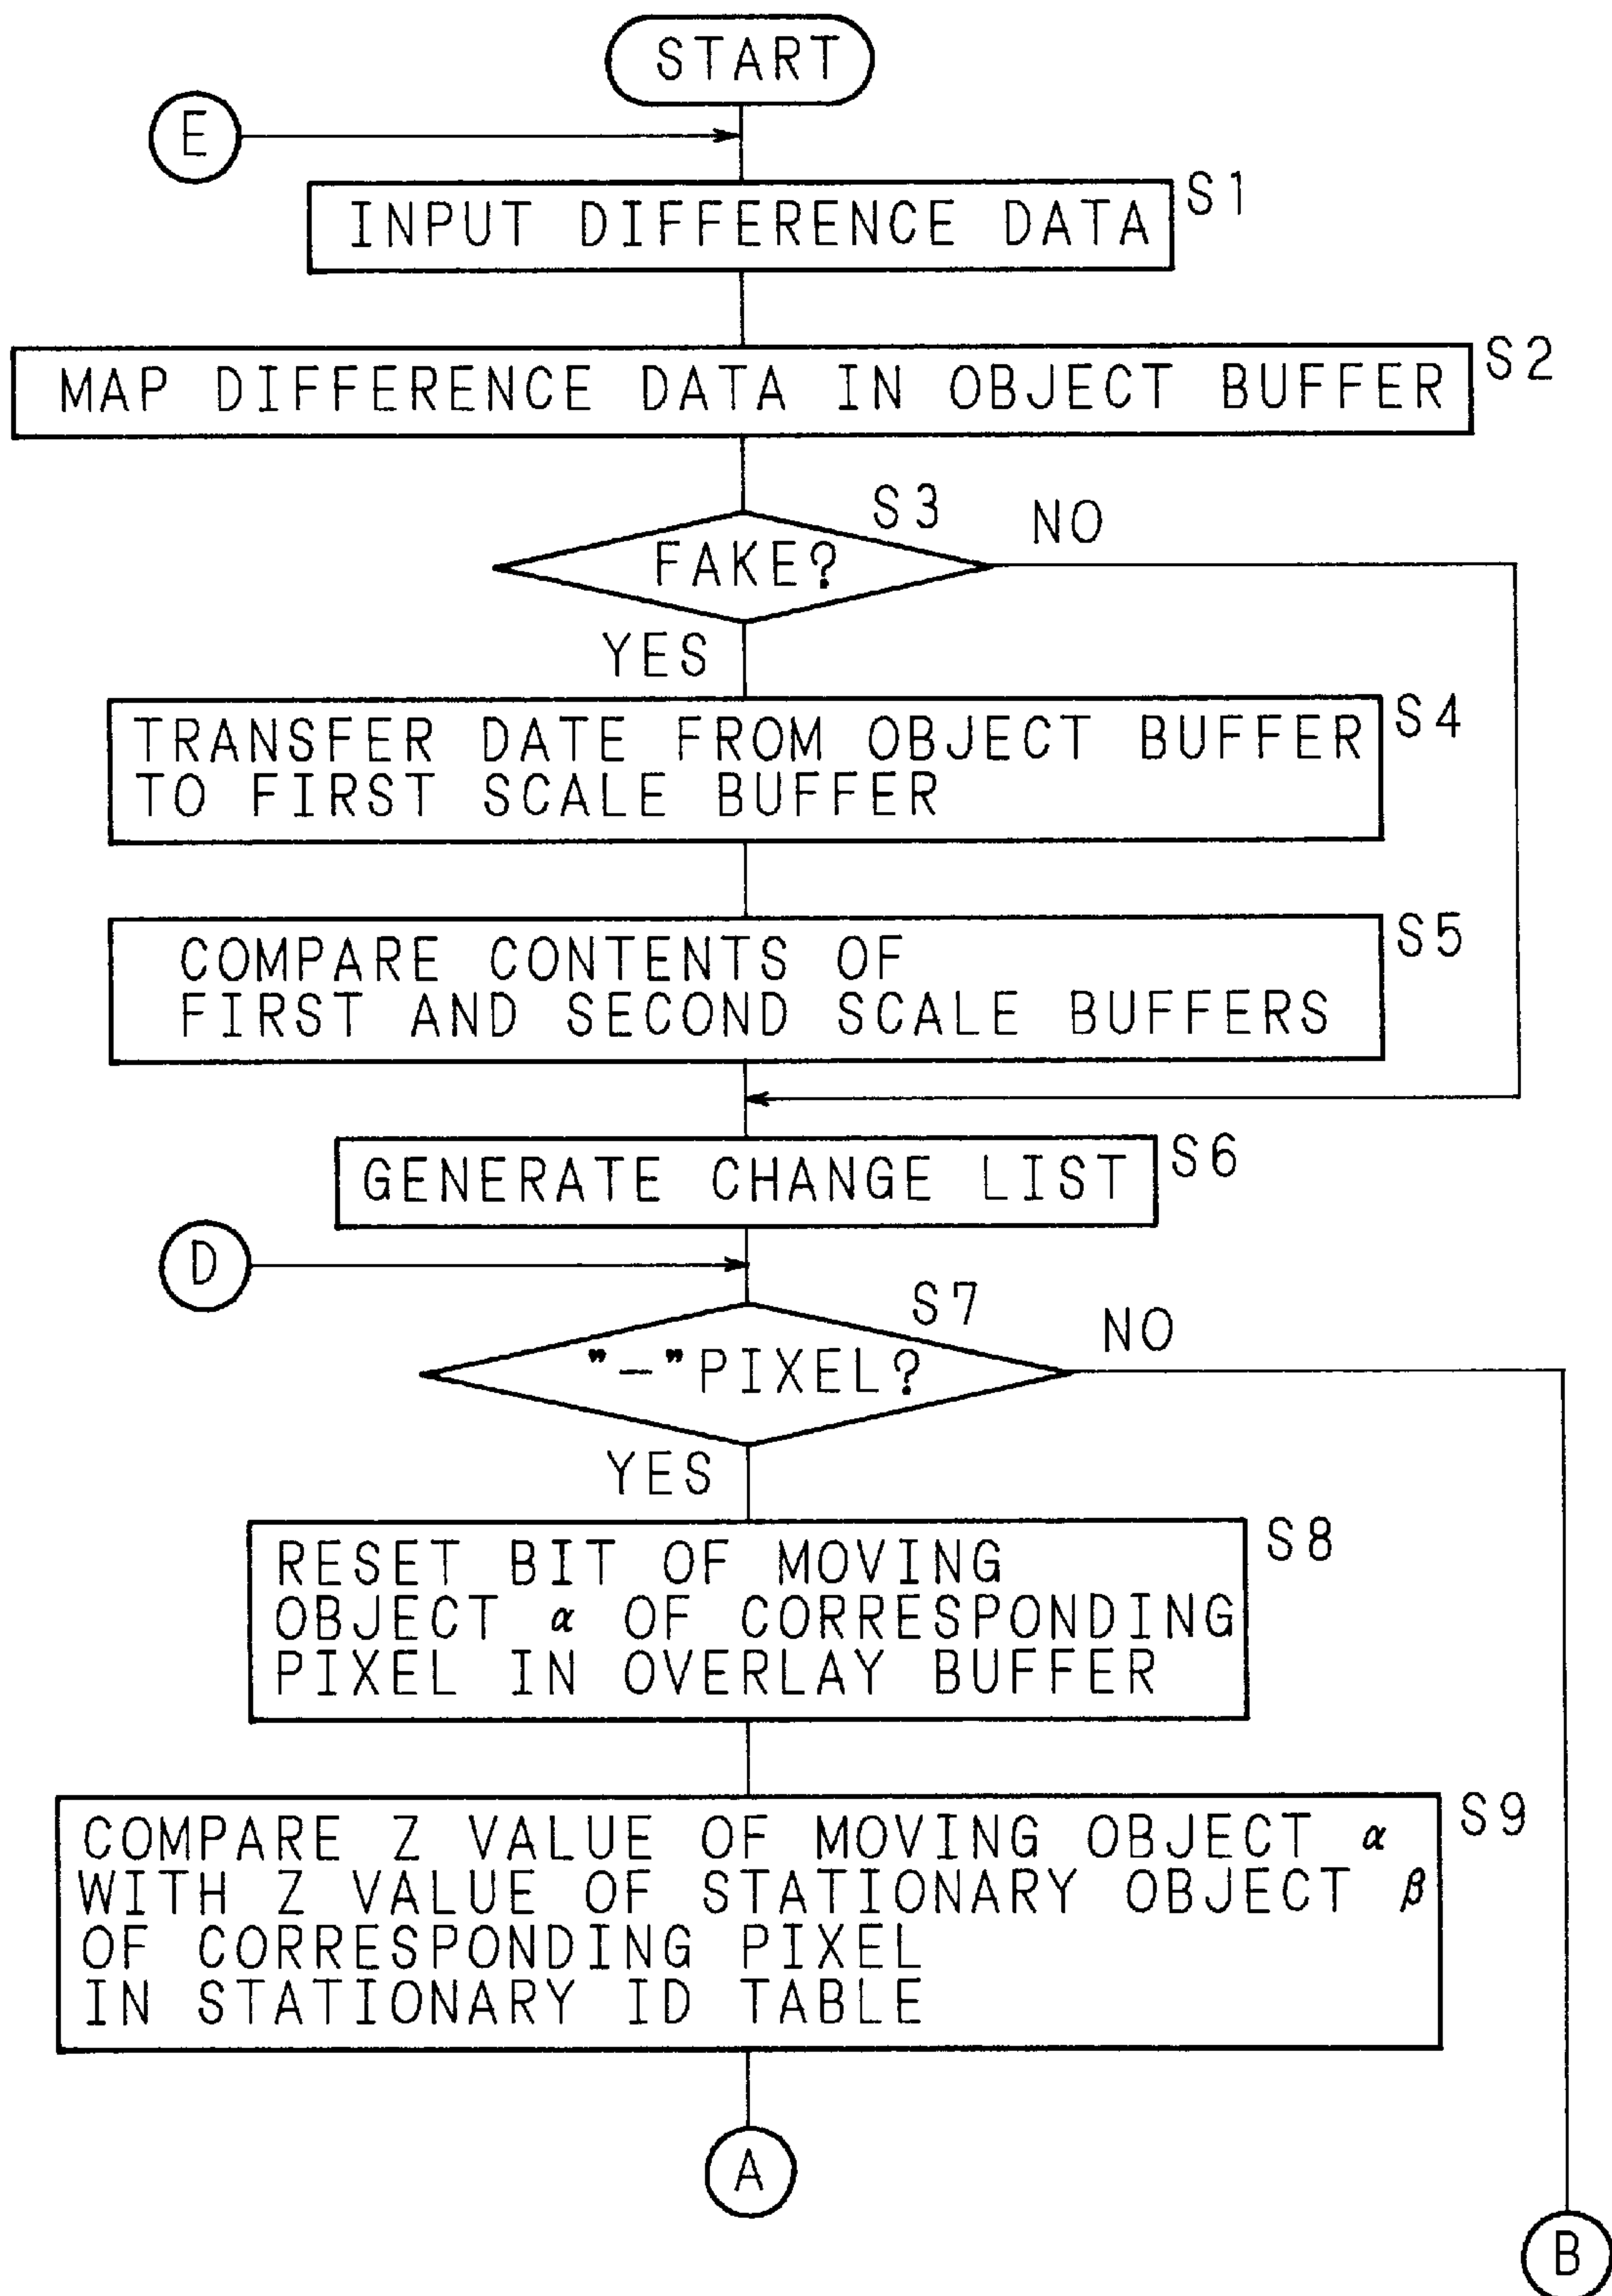 START
E
S1
INPUT DIFFERENCE DATA
S2
MAP DIFFERENCE DATA IN OBJECT BUFFER
S3
NO
FAKE?
YES
S4
TRANSFER DATE FROM OBJECT BUFFER
TO FIRST SCALE BUFFER
S5
COMPARE CONTENTS OF
FIRST AND SECOND SCALE BUFFERS
S6
GENERATE CHANGE LIST
D
S7
NO
"-"PIXEL?
YES
S8
RESET BIT OF MOVING
OBJECT α OF CORRESPONDING
PIXEL IN OVERLAY BUFFER
S9
COMPARE Z VALUE OF MOVING OBJECT α
WITH Z VALUE OF STATIONARY OBJECT β
OF CORRESPONDING PIXEL
IN STATIONARY ID TABLE
A
B